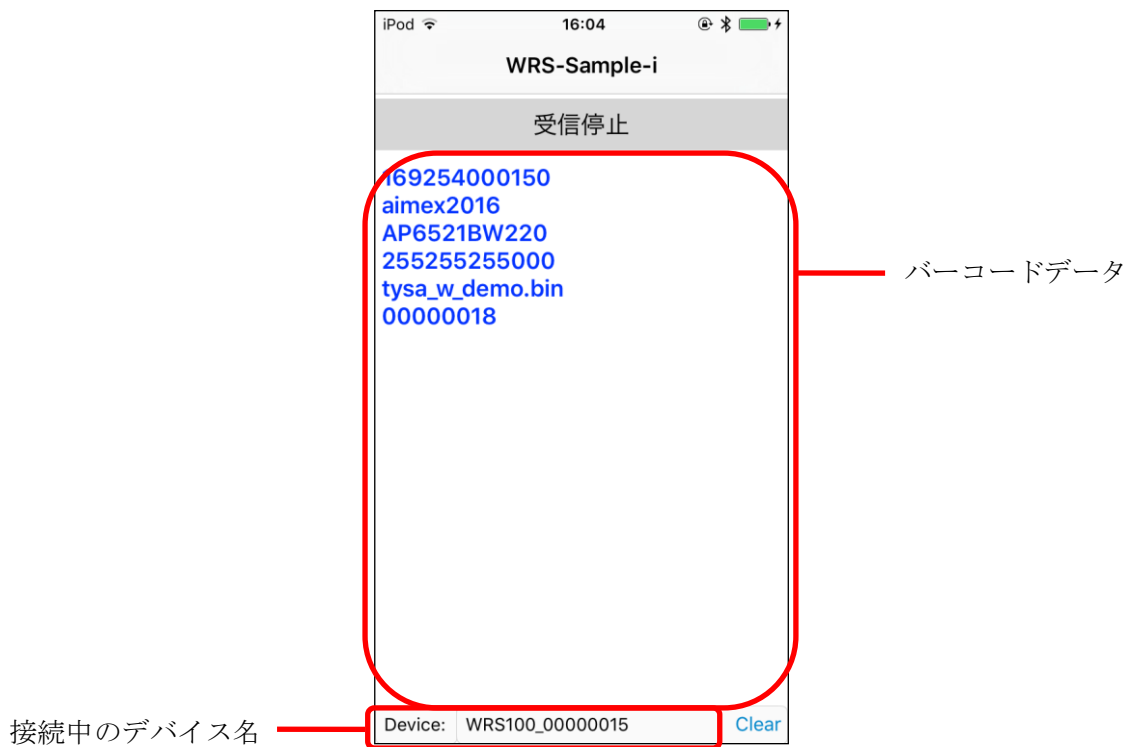 iPod 16:04
WRS-Sample-i
受信停止
169254000150
aimex2016
AP6521BW220
255255255000
tysa_w_demo.bin
00000018
バーコードデータ
接続中のデバイス名
Device: WRS100_00000015 Clear